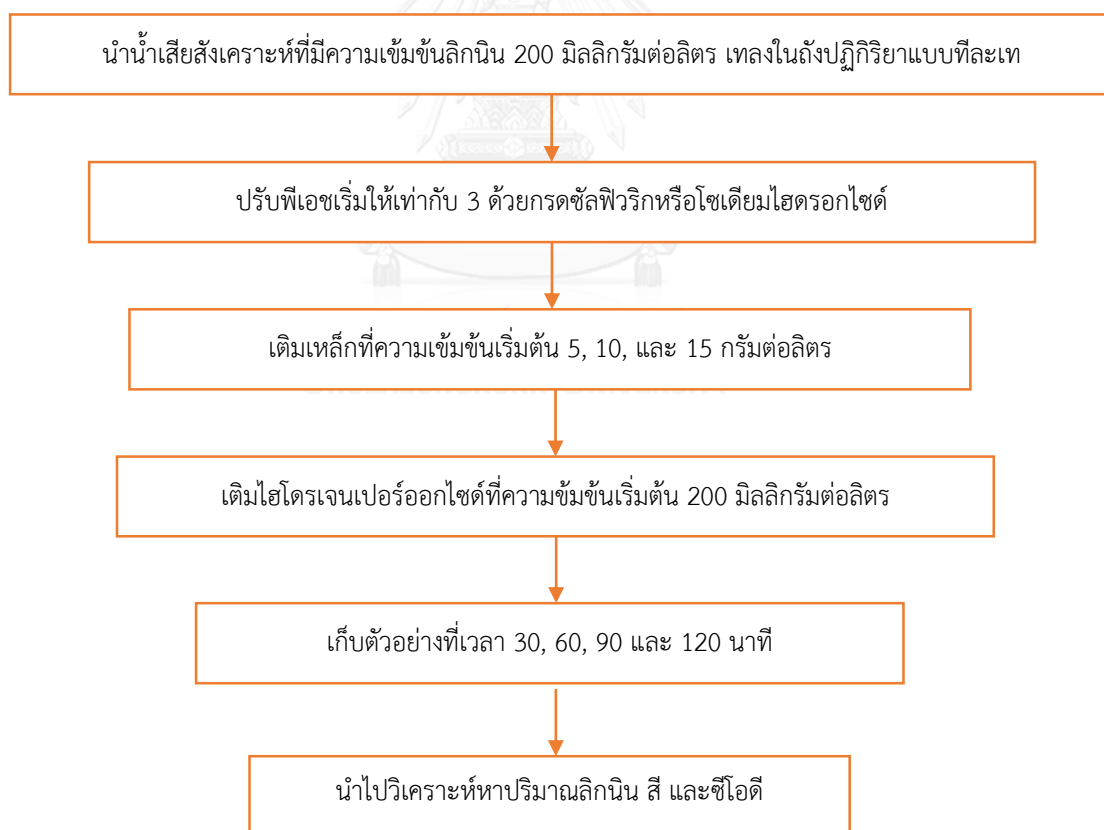 นำน้ำเสียสังเคราะห์ที่มีความเข้มข้นลิกนิน 200 มิลลิกรัมต่อลิตร เทลงในถังปฏิกิริยาแบบทีละเท
ปรับพีเอชเริ่มให้เท่ากับ 3 ด้วยกรดซัลฟิวริกหรือโซเดียมไฮดรอกไซด์
เติมเหล็กที่ความเข้มข้นเริ่มต้น 5, 10, และ 15 กรัมต่อลิตร
เติมไฮโดรเจนเปอร์ออกไซด์ที่ความข้มข้นเริ่มต้น 200 มิลลิกรัมต่อลิตร
เก็บตัวอย่างที่เวลา 30, 60, 90 และ 120 นาที
นำไปวิเคราะห์หาปริมาณลิกนิน สี และซีโอดี